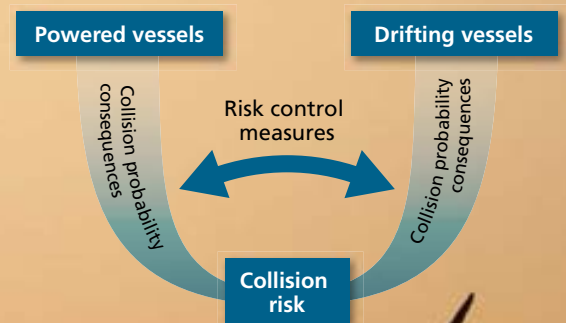 Powered vessels
Drifting vessels
Collision probability
consequences
Risk control
measures
Collision probability
consequences
Collision
risk